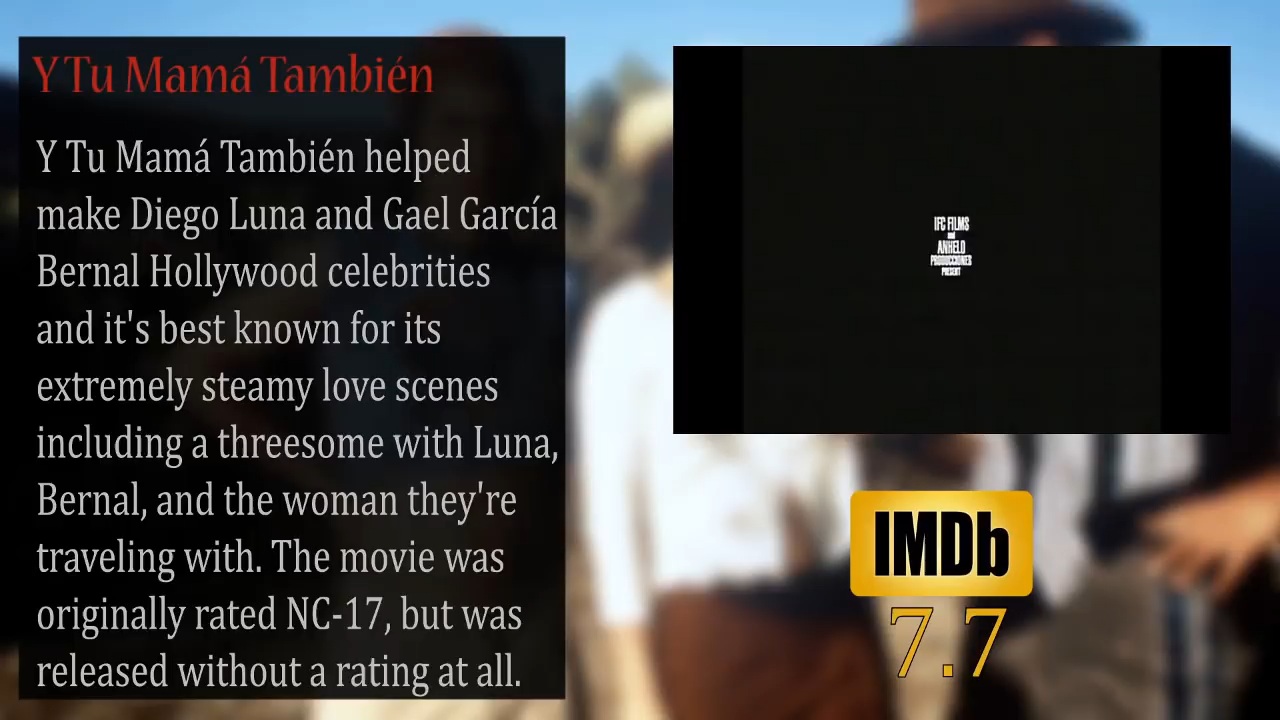 Y Tu Mamá También
Y Tu Mamá También helped
make Diego Luna and Gael García
Bernal Hollywood celebrities
and it's best known for its
extremely steamy love scenes
including a threesome with Luna,
Bernal, and the woman they're
traveling with. The movie was
originally rated NC-17, but was
released without a rating at all.
IFC FILMS
and
ANHELO
PRODUCCIONES
PRESENT
IMDb
7.7